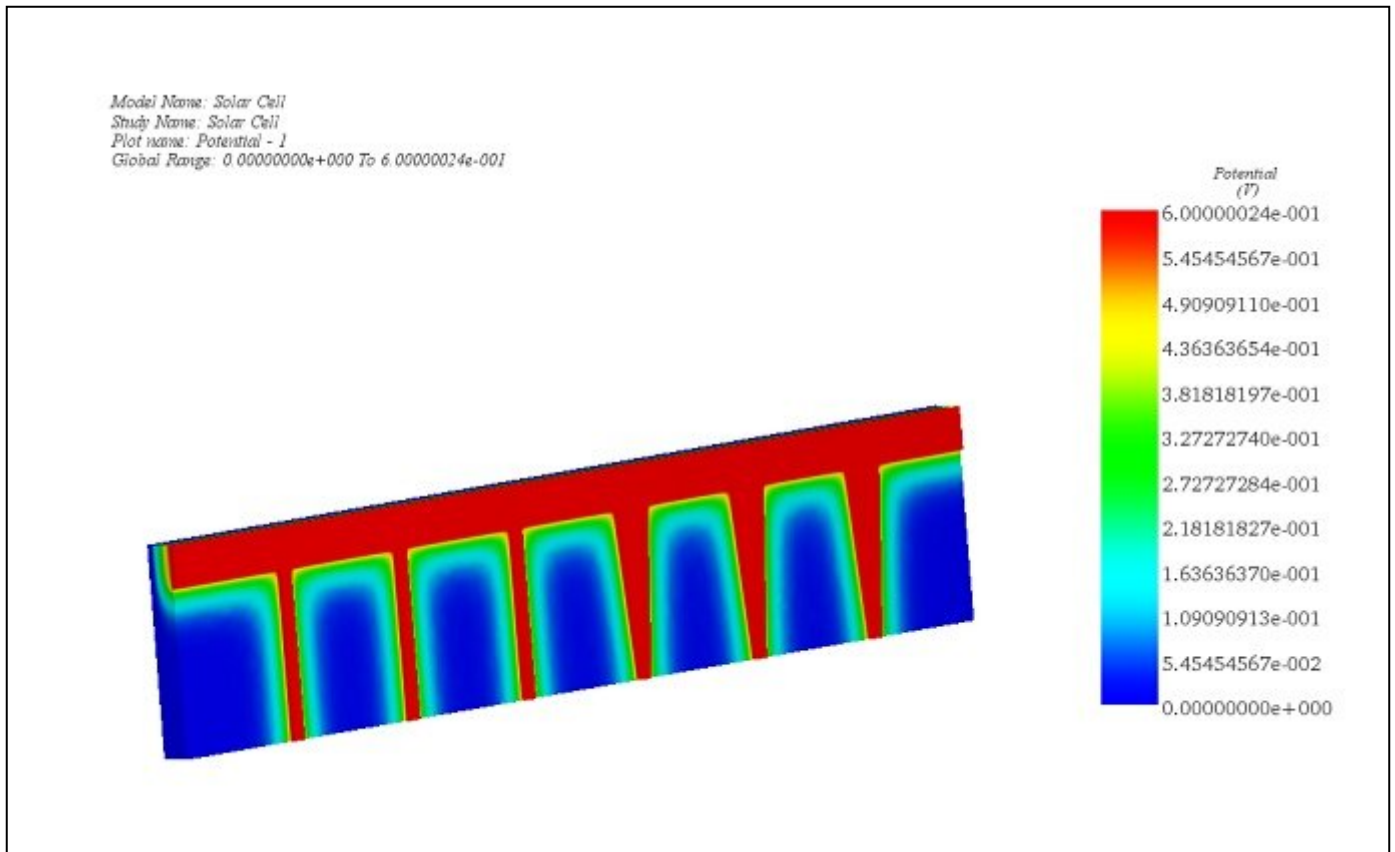 Model Name: Solar Cell
Study Name: Solar Cell
Plot name: Potential - 1
Global Range: 0.00000000e+000 To 6.00000024e-001
Potential
(V)
6.00000024e-001
5.45454567e-001
4.90909110e-001
4.36363654e-001
3.81818197e-001
3.27272740e-001
2.72727284e-001
2.18181827e-001
1.63636370e-001
1.09090913e-001
5.45454567e-002
0.00000000e+000